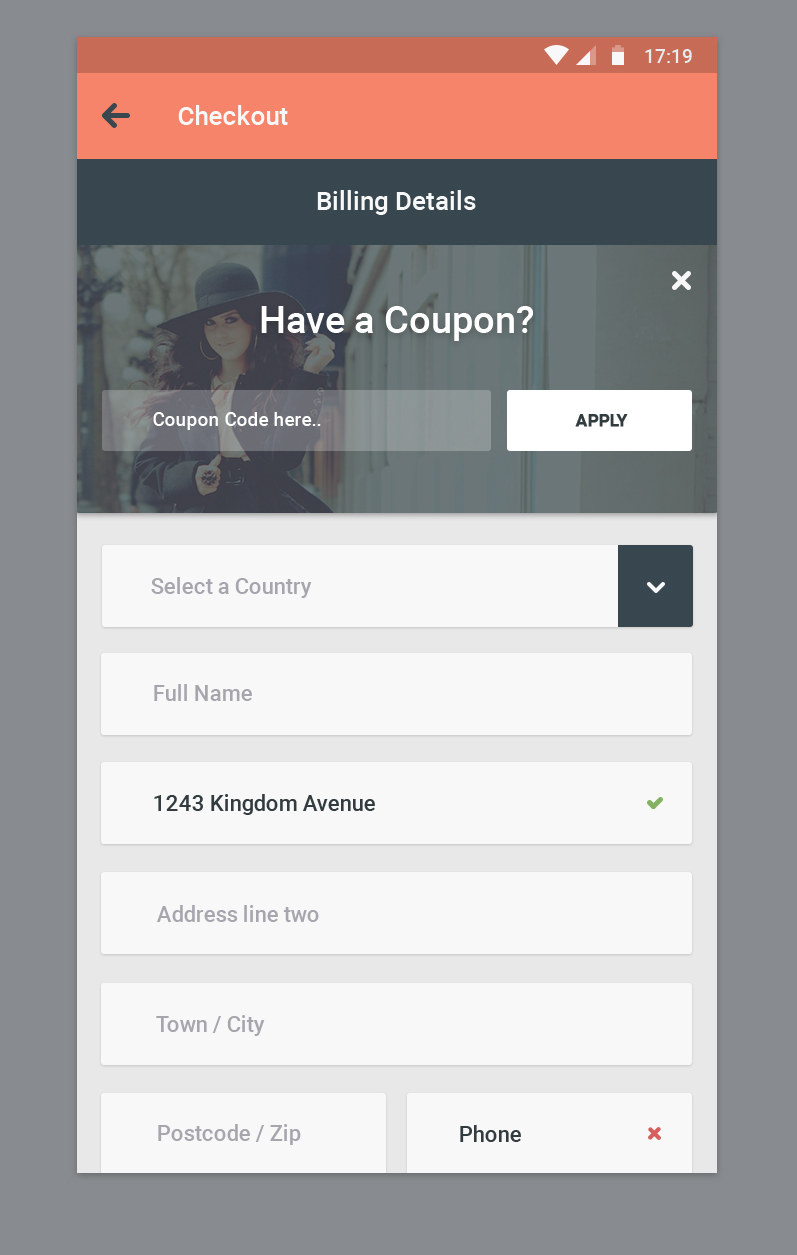 17:19
Checkout
Billing Details
Have a Coupon?
Coupon Code here..
APPLY
Select a Country
Full Name
1243 Kingdom Avenue
Address line two
Town / City
Postcode / Zip
Phone